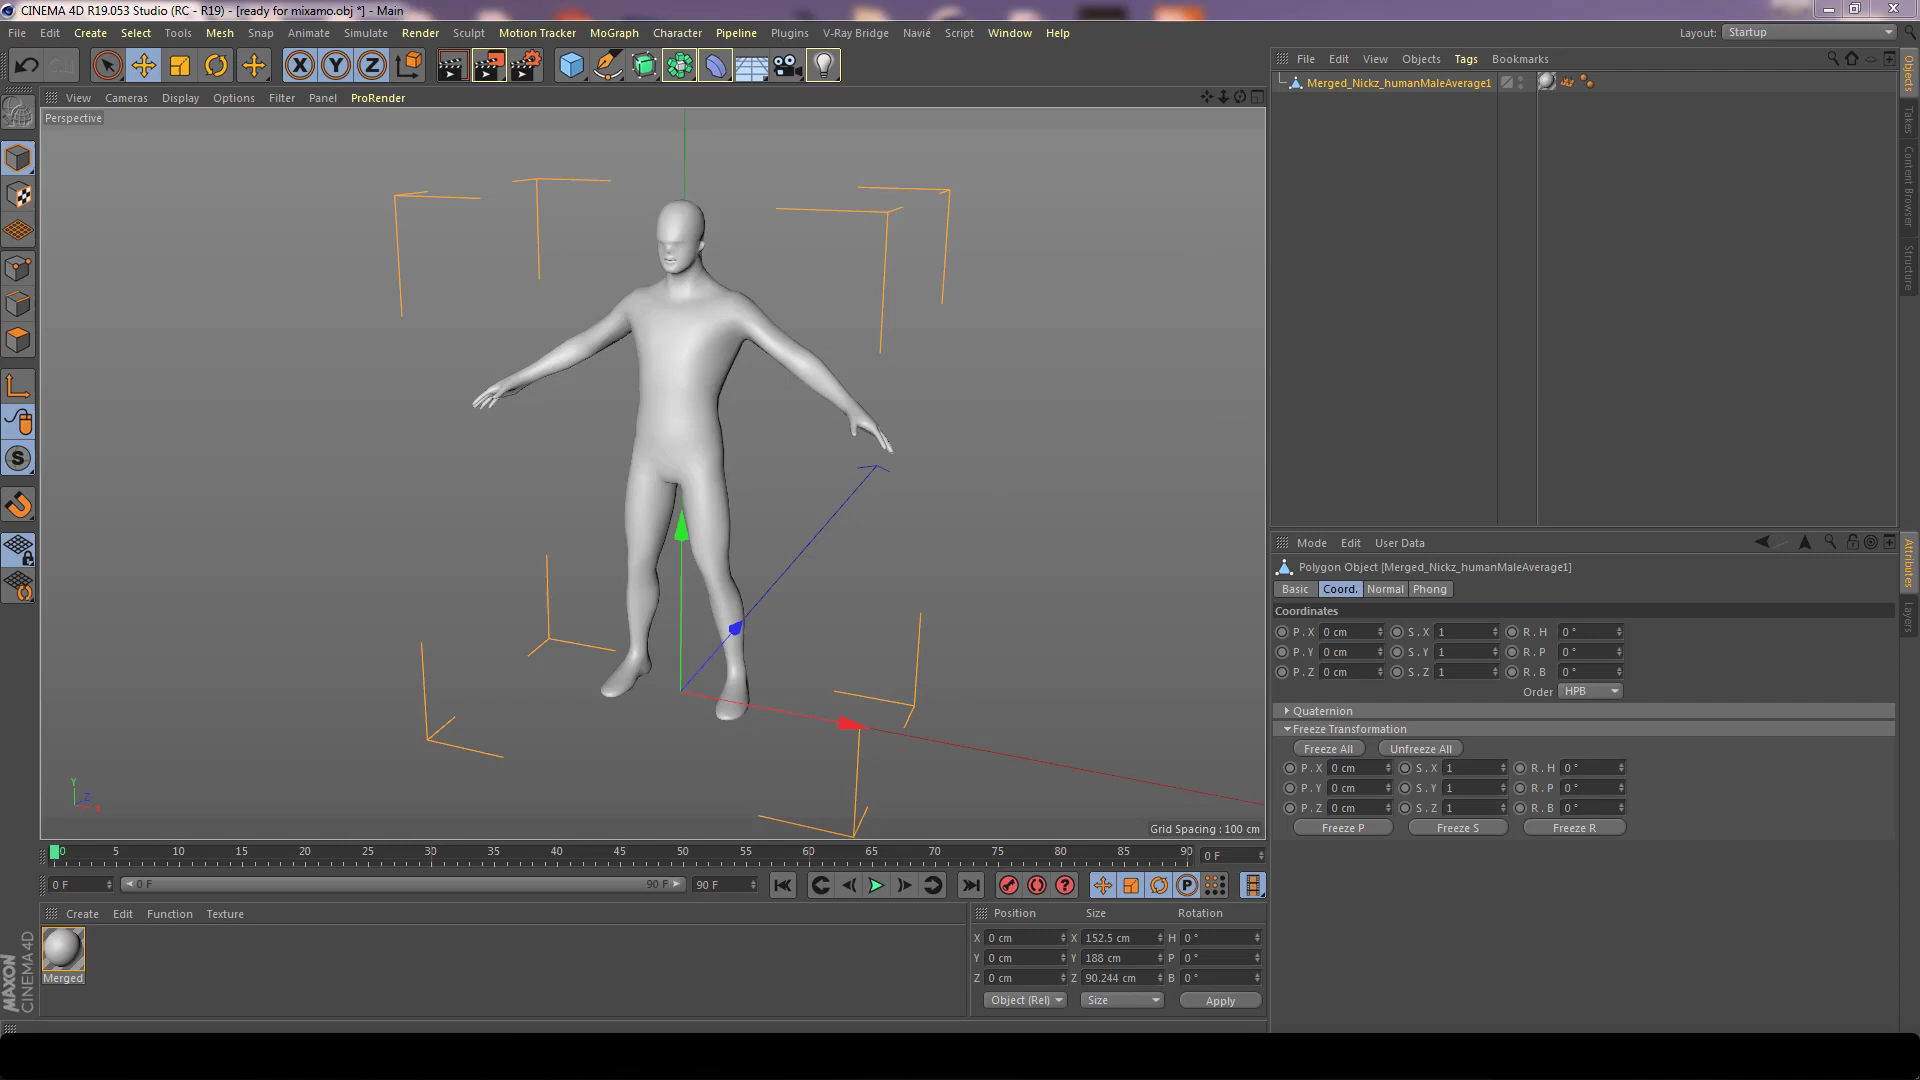 CINEMA 4D R19.053 Studio (RC - R19) - [ready for mixamo.obj *] - Main
File Edit Create Select Tools Mesh Snap Animate Simulate Render Sculpt Motion Tracker MoGraph Character Pipeline Plugins V-Ray Bridge Navié Script Window Help Layout: Startup
X Y Z
File Edit View Objects Tags Bookmarks
Merged_Nickz_humanMaleAverage1
View Cameras Display Options Filter Panel ProRender
Perspective
Objects
Takes
Content Browser
Structure
S
Y
Z
X
Grid Spacing : 100 cm
Mode Edit User Data
Polygon Object [Merged_Nickz_humanMaleAverage1]
Basic Coord. Normal Phong
Coordinates
P . X 0 cm S . X 1 R . H 0 °
P . Y 0 cm S . Y 1 R . P 0 °
P . Z 0 cm S . Z 1 R . B 0 °
Order HPB
Quaternion
Freeze Transformation
Freeze All Unfreeze All
P . X 0 cm S . X 1 R . H 0 °
P . Y 0 cm S . Y 1 R . P 0 °
P . Z 0 cm S . Z 1 R . B 0 °
Freeze P Freeze S Freeze R
Attributes
Layers
0 5 10 15 20 25 30 35 40 45 50 55 60 65 70 75 80 85 90 0 F
0 F 0 F 90 F 90 F ? P
Create Edit Function Texture
Merged
Position Size Rotation
X 0 cm X 152.5 cm H 0 °
Y 0 cm Y 188 cm P 0 °
Z 0 cm Z 90.244 cm B 0 °
Object (Rel) Size Apply
MAXON
CINEMA 4D